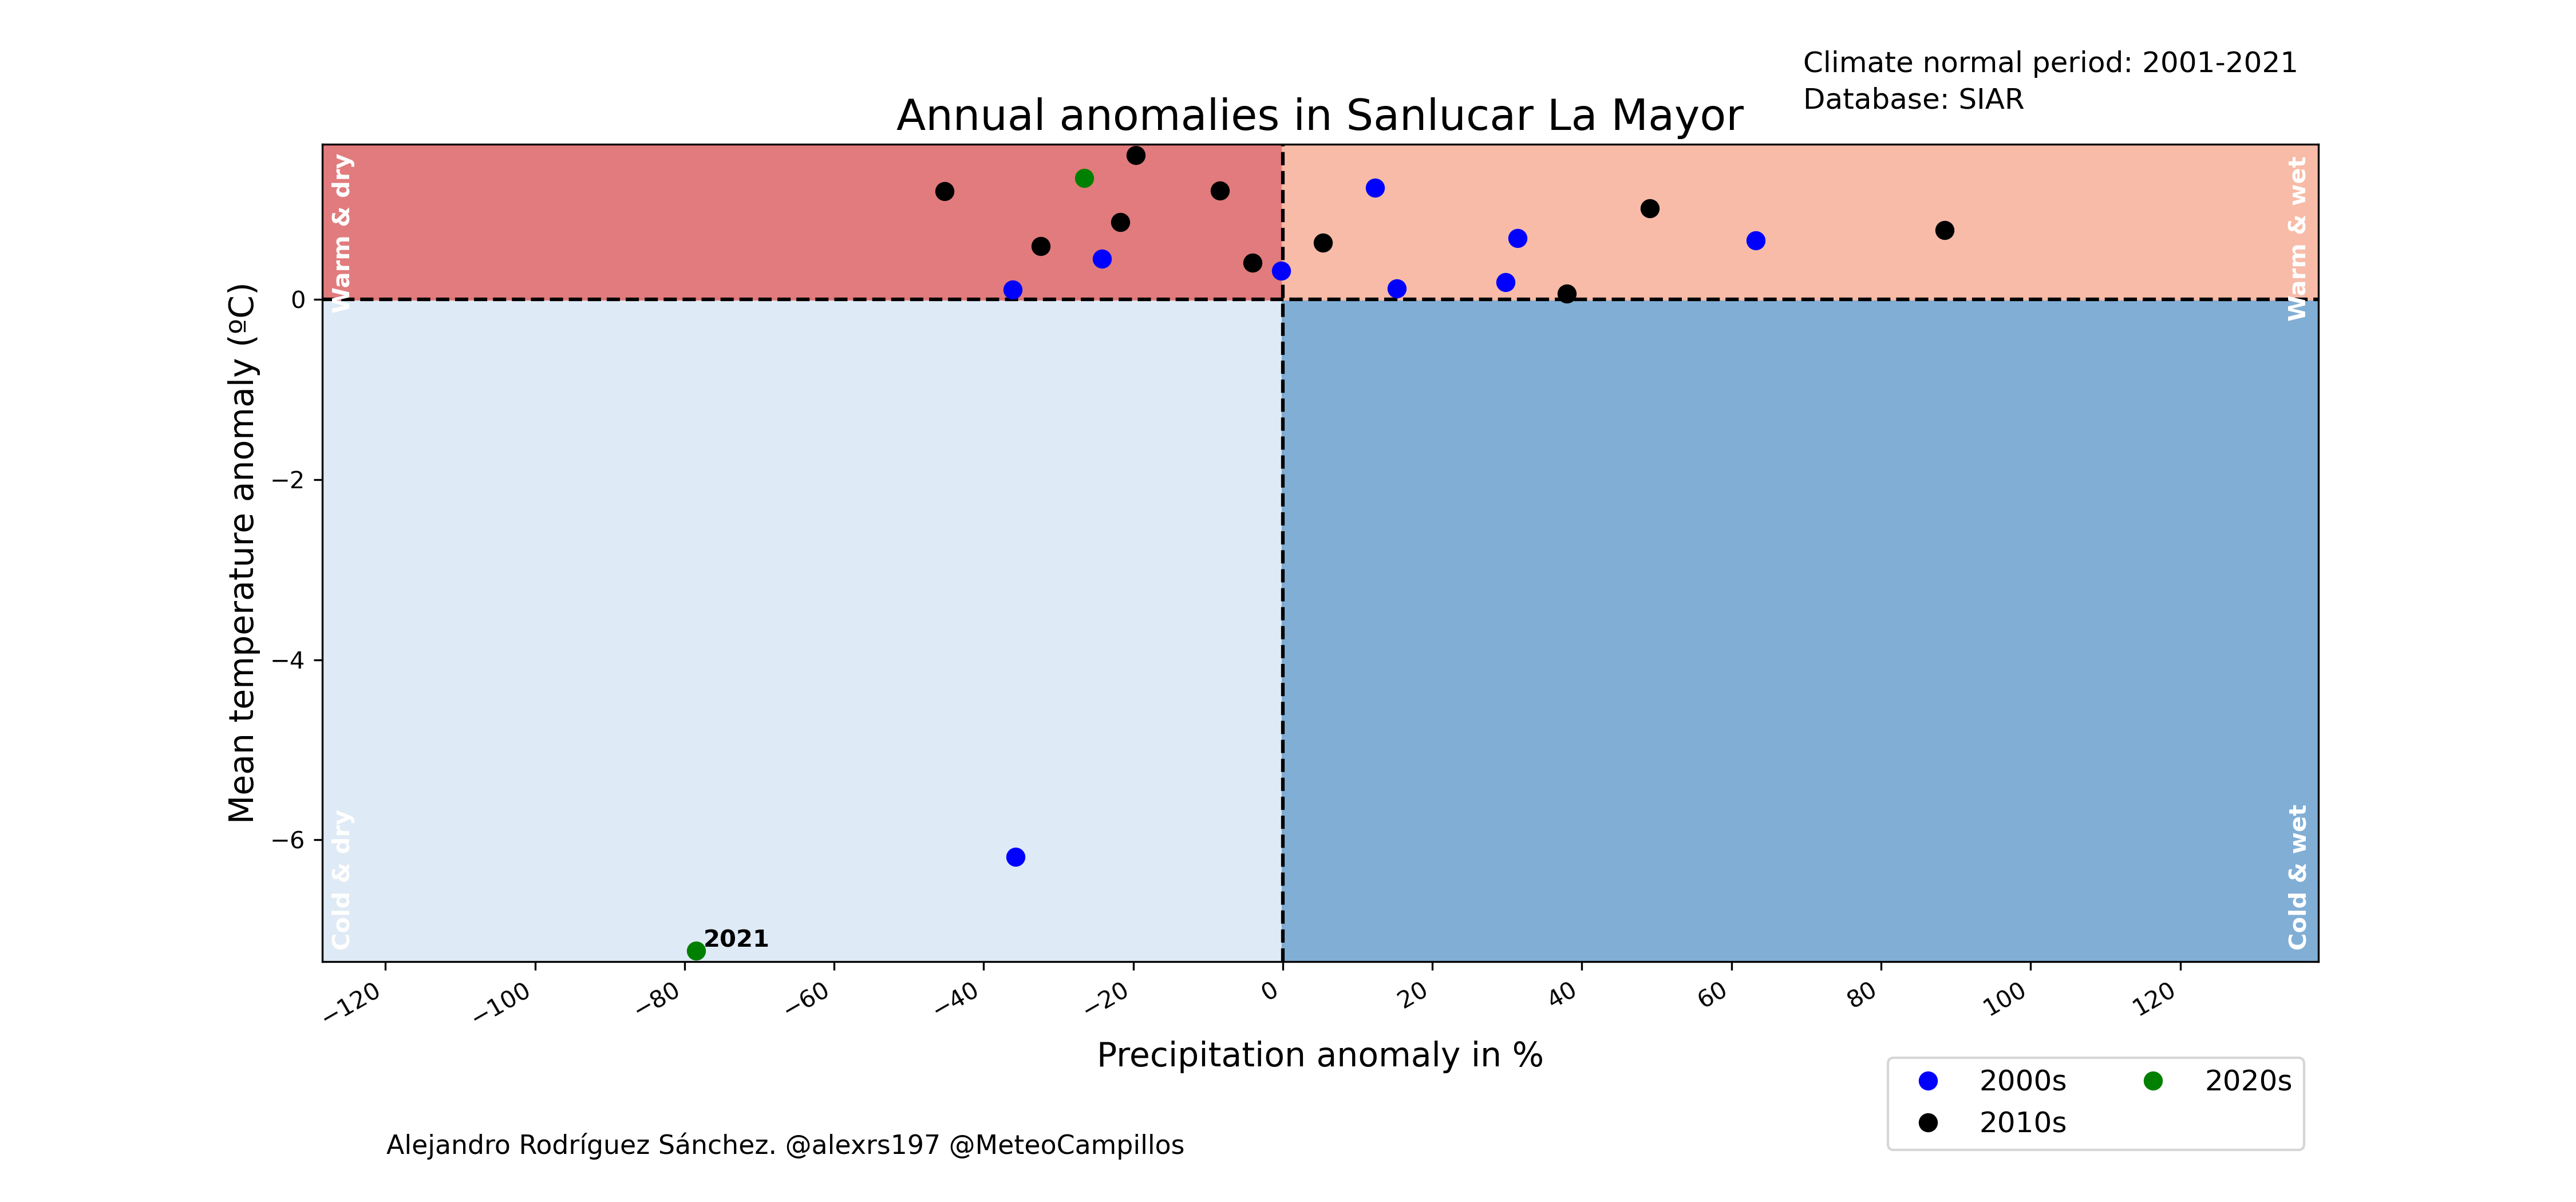 Climate normal period: 2001-2021
Database: SIAR
Annual anomalies in Sanlucar La Mayor
Warm & dry
Warm & wet
Mean temperature anomaly (ºC)
0
−2
−4
−6
Cold & dry
Cold & wet
2021
−120
−100
−80
−60
−40
−20
0
20
40
60
80
100
120
Precipitation anomaly in %
2000s
2020s
2010s
Alejandro Rodríguez Sánchez. @alexrs197 @MeteoCampillos